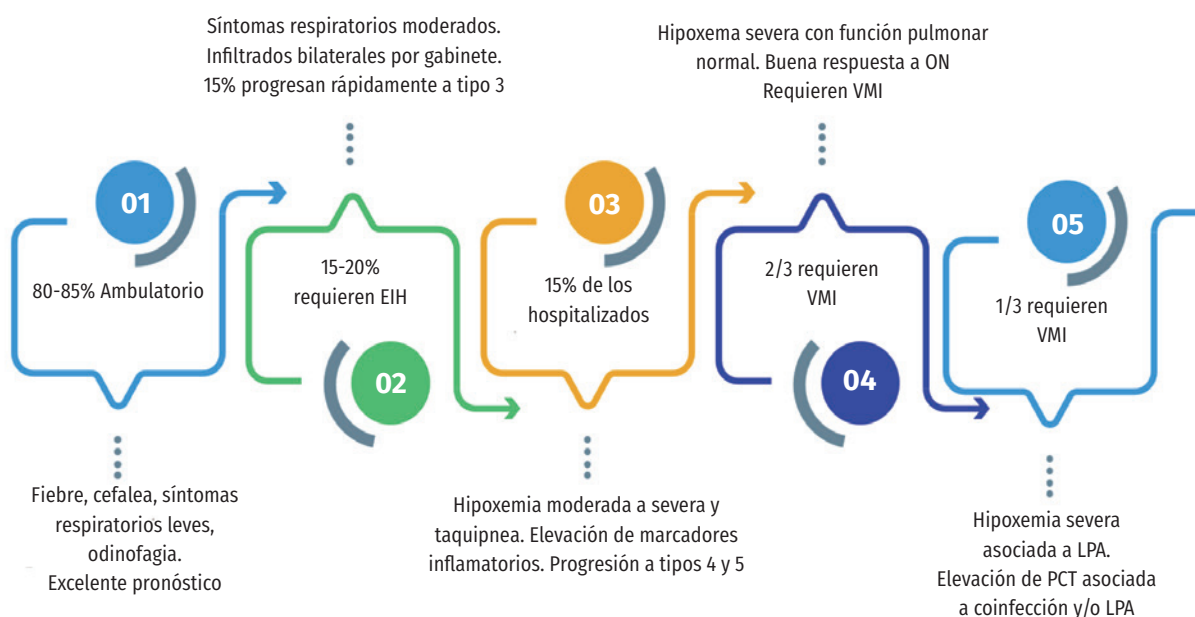 Síntomas respiratorios moderados.
Infiltrados bilaterales por gabinete.
15% progresan rápidamente a tipo 3
Hipoxema severa con función pulmonar
normal. Buena respuesta a ON
Requieren VMI
01
80-85% Ambulatorio
15-20%
requieren EIH
02
03
15% de los
hospitalizados
2/3 requieren
VMI
04
05
1/3 requieren
VMI
Fiebre, cefalea, síntomas
respiratorios leves,
odinofagia.
Excelente pronóstico
Hipoxemia moderada a severa y
taquipnea. Elevación de marcadores
inflamatorios. Progresión a tipos 4 y 5
Hipoxemia severa
asociada a LPA.
Elevación de PCT asociada
a coinfección y/o LPA